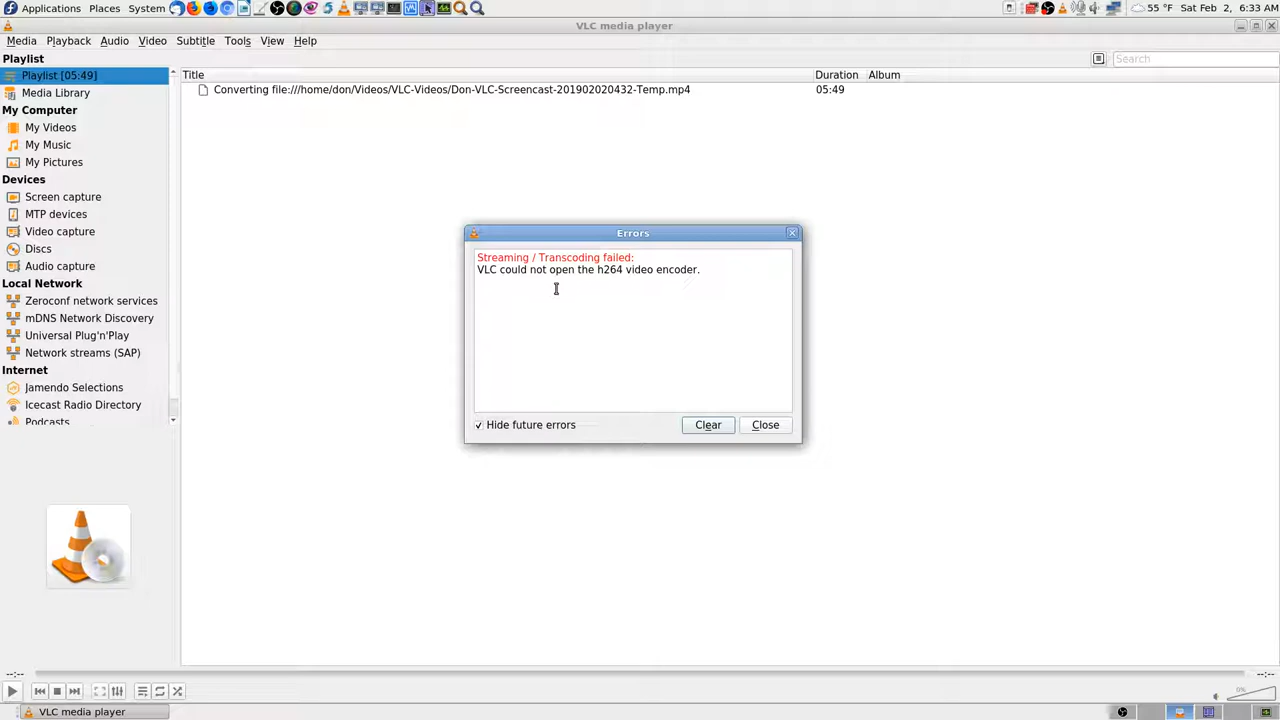 Applications Places System 55 °F Sat Feb 2, 6:33 AM
VLC media player
Media Playback Audio Video Subtitle Tools View Help
Playlist
Search
Playlist [05:49]
Title Duration Album
Media Library
Converting file:///home/don/Videos/VLC-Videos/Don-VLC-Screencast-201902020432-Temp.mp4 05:49
My Computer
My Videos
My Music
My Pictures
Devices
Screen capture
MTP devices
Video capture
Discs
Audio capture
Local Network
Zeroconf network services
mDNS Network Discovery
Universal Plug'n'Play
Network streams (SAP)
Internet
Jamendo Selections
Icecast Radio Directory
Podcasts
Errors
Streaming / Transcoding failed:
VLC could not open the h264 video encoder.
Hide future errors Clear Close
--:-- --:--
0%
VLC media player